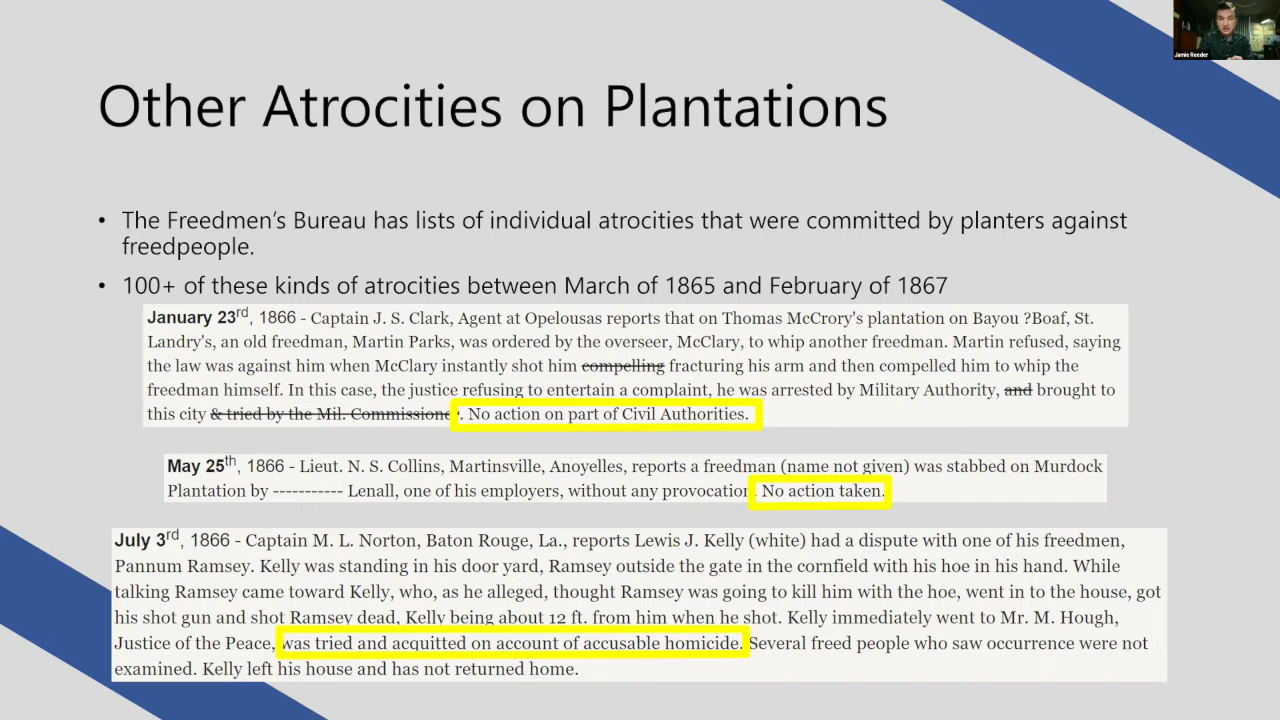 Jamie Reeder
Other Atrocities on Plantations
• The Freedmen's Bureau has lists of individual atrocities that were committed by planters against
freedpeople.
• 100+ of these kinds of atrocities between March of 1865 and February of 1867
January 23rd, 1866 - Captain J. S. Clark, Agent at Opelousas reports that on Thomas McCrory's plantation on Bayou ?Boaf, St.
Landry's, an old freedman, Martin Parks, was ordered by the overseer, McClary, to whip another freedman. Martin refused, saying
the law was against him when McClary instantly shot him compelling fracturing his arm and then compelled him to whip the
freedman himself. In this case, the justice refusing to entertain a complaint, he was arrested by Military Authority, and brought to
this city & tried by the Mil. Commissioner. No action on part of Civil Authorities.
May 25th, 1866 - Lieut. N. S. Collins, Martinsville, Anoyelles, reports a freedman (name not given) was stabbed on Murdock
Plantation by ----------- Lenall, one of his employers, without any provocation. No action taken.
July 3rd, 1866 - Captain M. L. Norton, Baton Rouge, La., reports Lewis J. Kelly (white) had a dispute with one of his freedmen,
Pannum Ramsey. Kelly was standing in his door yard, Ramsey outside the gate in the cornfield with his hoe in his hand. While
talking Ramsey came toward Kelly, who, as he alleged, thought Ramsey was going to kill him with the hoe, went in to the house, got
his shot gun and shot Ramsey dead, Kelly being about 12 ft. from him when he shot. Kelly immediately went to Mr. M. Hough,
Justice of the Peace, was tried and acquitted on account of accusable homicide. Several freed people who saw occurrence were not
examined. Kelly left his house and has not returned home.